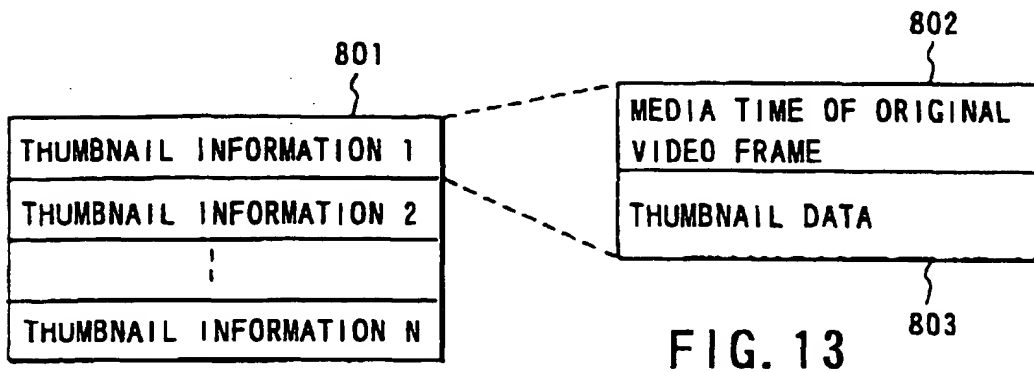 801
THUMBNAIL INFORMATION 1
THUMBNAIL INFORMATION 2
THUMBNAIL INFORMATION N
802
MEDIA TIME OF ORIGINAL
VIDEO FRAME
THUMBNAIL DATA
803
FIG. 13